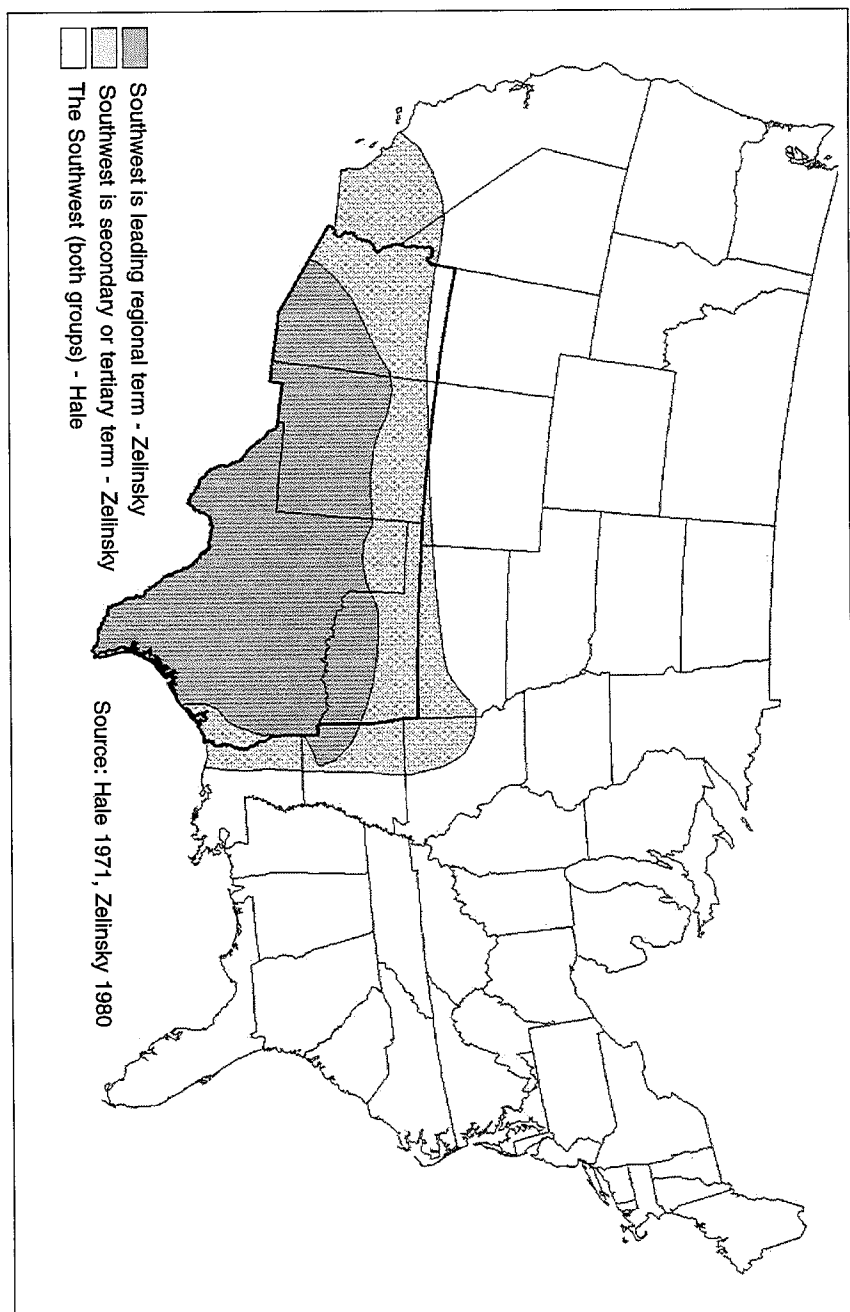 Southwest is leading regional term - Zelinsky
Southwest is secondary or tertiary term - Zelinsky
The Southwest (both groups) - Hale
Source: Hale 1971, Zelinsky 1980